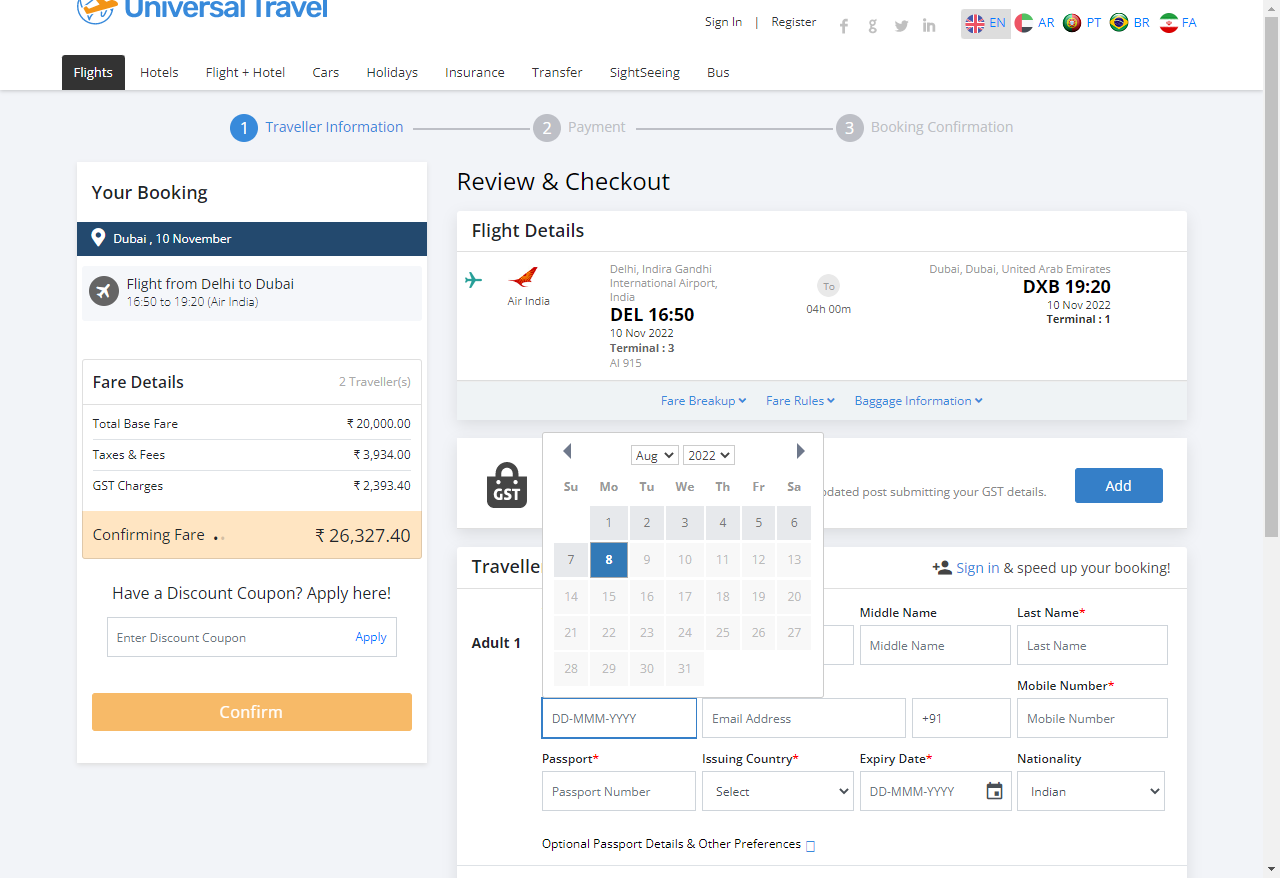 Universal Travel
Sign In | Register
EN AR PT BR FA
Flights Hotels Flight + Hotel Cars Holidays Insurance Transfer SightSeeing Bus
1 Traveller Information 2 Payment 3 Booking Confirmation
Your Booking
Dubai , 10 November
Flight from Delhi to Dubai
16:50 to 19:20 (Air India)
Fare Details 2 Traveller(s)
Total Base Fare ₹ 20,000.00
Taxes & Fees ₹ 3,934.00
GST Charges ₹ 2,393.40
Confirming Fare ₹ 26,327.40
Have a Discount Coupon? Apply here!
Enter Discount Coupon Apply
Confirm
Review & Checkout
Flight Details
Air India
Delhi, Indira Gandhi
International Airport,
India
DEL 16:50
10 Nov 2022
Terminal : 3
AI 915
To
04h 00m
Dubai, Dubai, United Arab Emirates
DXB 19:20
10 Nov 2022
Terminal : 1
Fare Breakup Fare Rules Baggage Information
GST
pdated post submitting your GST details.
Add
Aug 2022
Su Mo Tu We Th Fr Sa
1 2 3 4 5 6
7 8 9 10 11 12 13
14 15 16 17 18 19 20
21 22 23 24 25 26 27
28 29 30 31
Travelle
Sign in & speed up your booking!
Adult 1
Middle Name Last Name*
Middle Name Last Name
Mobile Number*
DD-MMM-YYYY Email Address +91 Mobile Number
Passport* Issuing Country* Expiry Date* Nationality
Passport Number Select DD-MMM-YYYY Indian
Optional Passport Details & Other Preferences